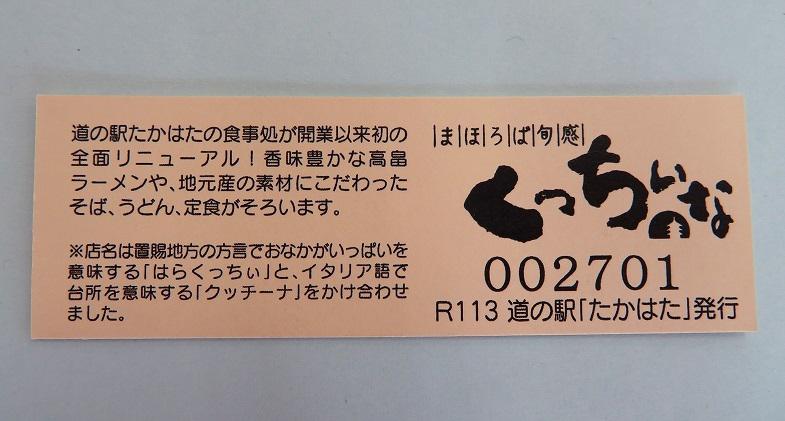 道の駅たかはたの食事処が開業以来初の
全面リニューアル！香味豊かな高畠
ラーメンや、地元産の素材にこだわった
そば、うどん、定食がそろいます。
※店名は置賜地方の方言でおなかがいっぱいを
意味する「はらくっちぃ」と、イタリア語で
台所を意味する「クッチーナ」をかけ合わせ
ました。
|ま|ほ|ろ|ば|旬|感|
くっちぃーな
002701
R113 道の駅「たかはた」発行